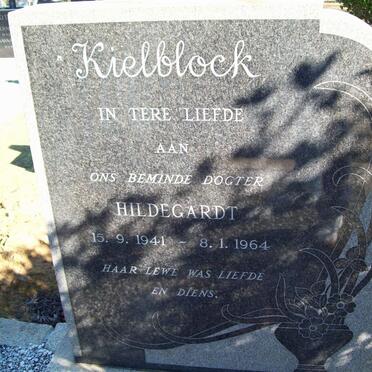 Kielblock
IN TERE LIEFDE
AAN
ONS BEMINDE DOGTER
HILDEGARDT
15. 9. 1941 - 8. 1. 1964
HAAR LEWE WAS LIEFDE
EN DIENS.